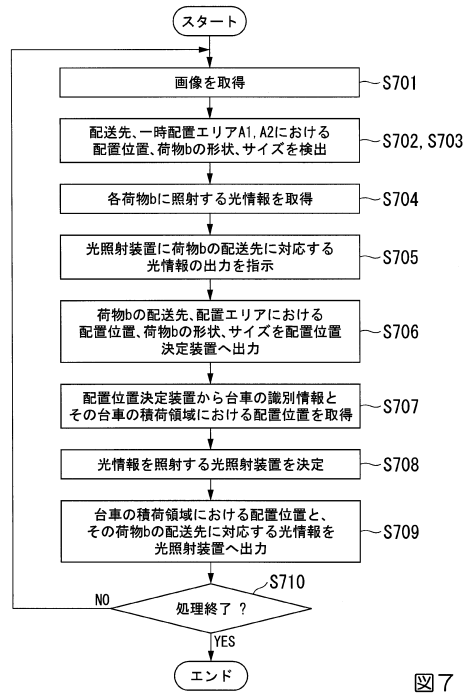 スタート
画像を取得
S701
配送先、一時配置エリアA1, A2における
配置位置、荷物bの形状、サイズを検出
S702, S703
各荷物bに照射する光情報を取得
S704
光照射装置に荷物bの配送先に対応する
光情報の出力を指示
S705
荷物bの配送先、配置エリアにおける
配置位置、荷物bの形状、サイズを配置位置
決定装置へ出力
S706
配置位置決定装置から台車の識別情報と
その台車の積荷領域における配置位置を取得
S707
光情報を照射する光照射装置を決定
S708
台車の積荷領域における配置位置と、
その荷物bの配送先に対応する光情報を
光照射装置へ出力
S709
S710
処理終了 ?
NO
YES
エンド
図7